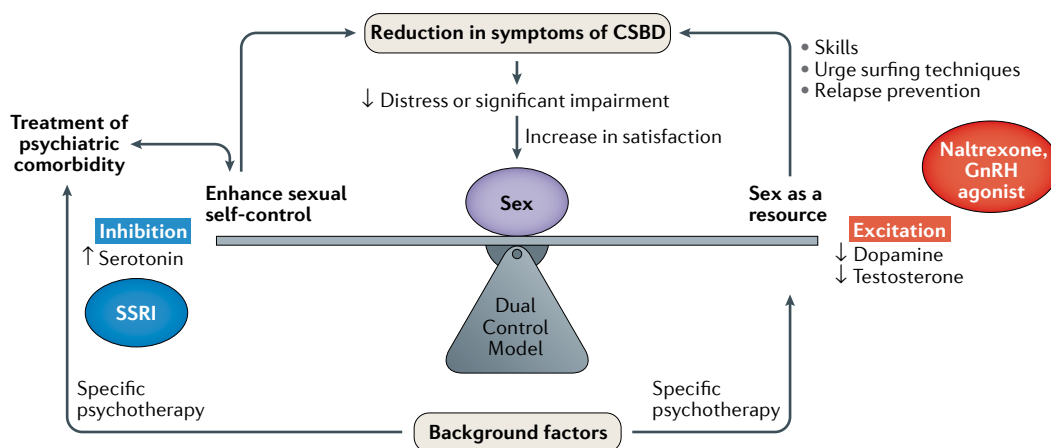 Reduction in symptoms of CSBD
• Skills
• Urge surfing techniques
• Relapse prevention
↓ Distress or significant impairment
Increase in satisfaction
Treatment of
psychiatric
comorbidity
Naltrexone,
GnRH
agonist
Enhance sexual
self-control
Sex
Sex as a
resource
Inhibition
↑ Serotonin
Excitation
↓ Dopamine
↓ Testosterone
SSRI
Dual
Control
Model
Specific
psychotherapy
Specific
psychotherapy
Background factors